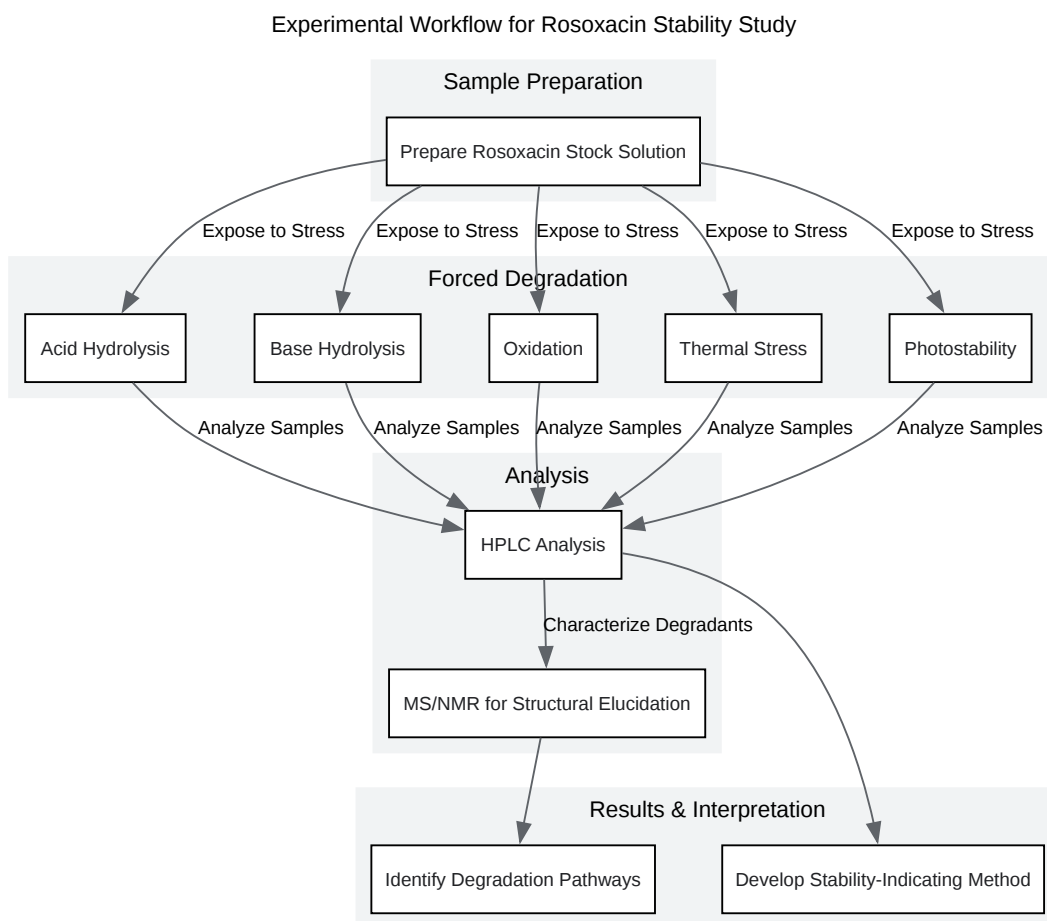 Experimental Workflow for Rosoxacin Stability Study
Sample Preparation
Prepare Rosoxacin Stock Solution
Expose to Stress
Expose to Stress
Expose to Stress
Expose to Stress
Expose to Stress
Forced Degradation
Acid Hydrolysis
Base Hydrolysis
Oxidation
Thermal Stress
Photostability
Analyze Samples
Analyze Samples
Analyze Samples
Analyze Samples
Analyze Samples
Analysis
HPLC Analysis
Characterize Degradants
MS/NMR for Structural Elucidation
Results & Interpretation
Identify Degradation Pathways
Develop Stability-Indicating Method